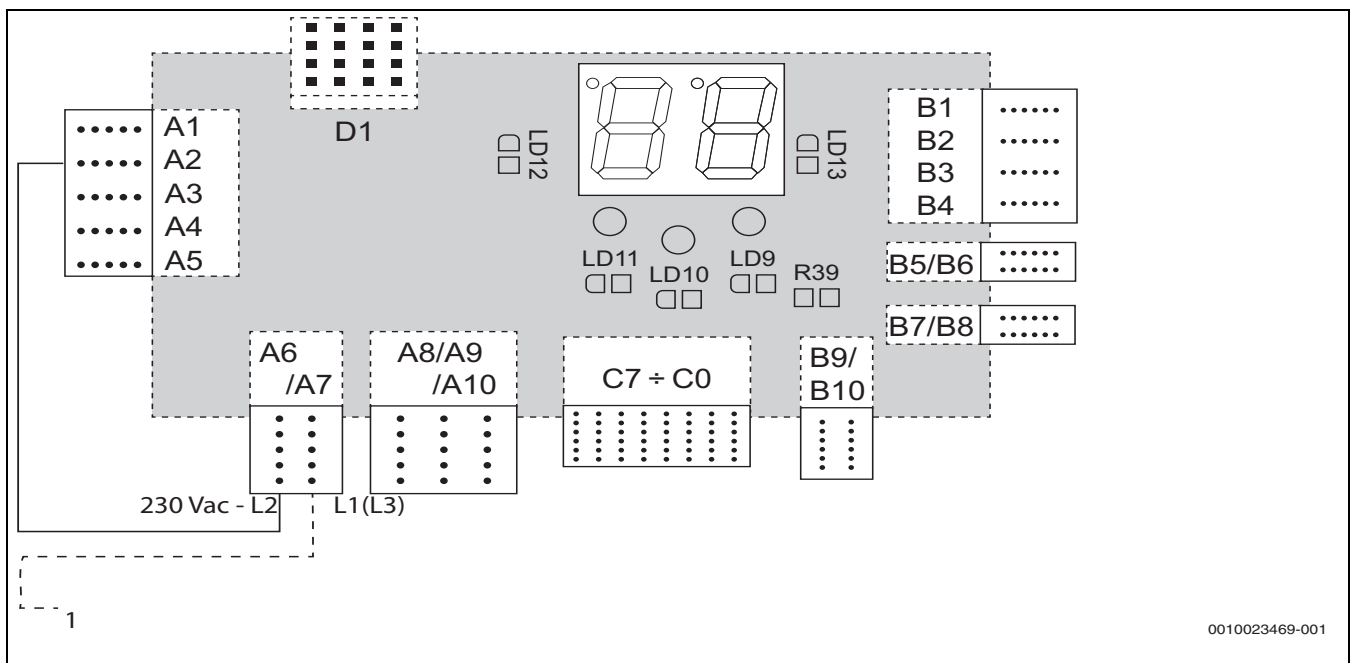 D1
LD12
LD13
A1
A2
A3
A4
A5
B1
B2
B3
B4
B5/B6
B7/B8
LD11
LD10
LD9
R39
A6
/A7
A8/A9
/A10
C7 ÷ C0
B9/
B10
230 Vac - L2
L1(L3)
1
0010023469-001